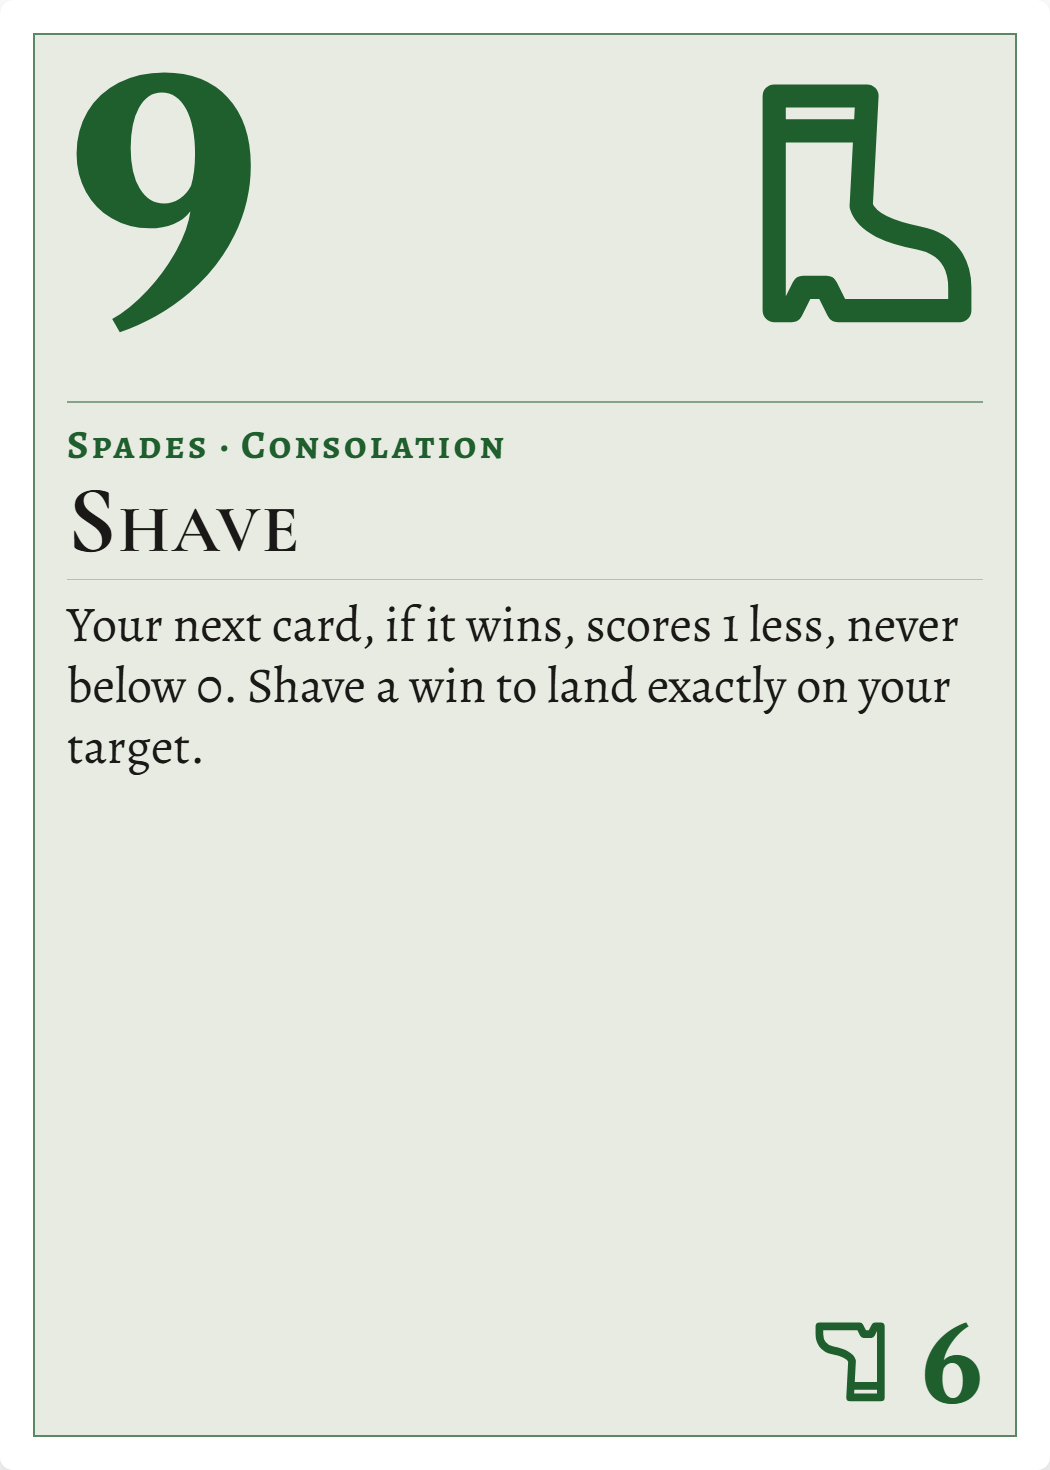 9
Spades · Consolation
Shave
Your next card, if it wins, scores 1 less, never
below 0. Shave a win to land exactly on your
target.
9